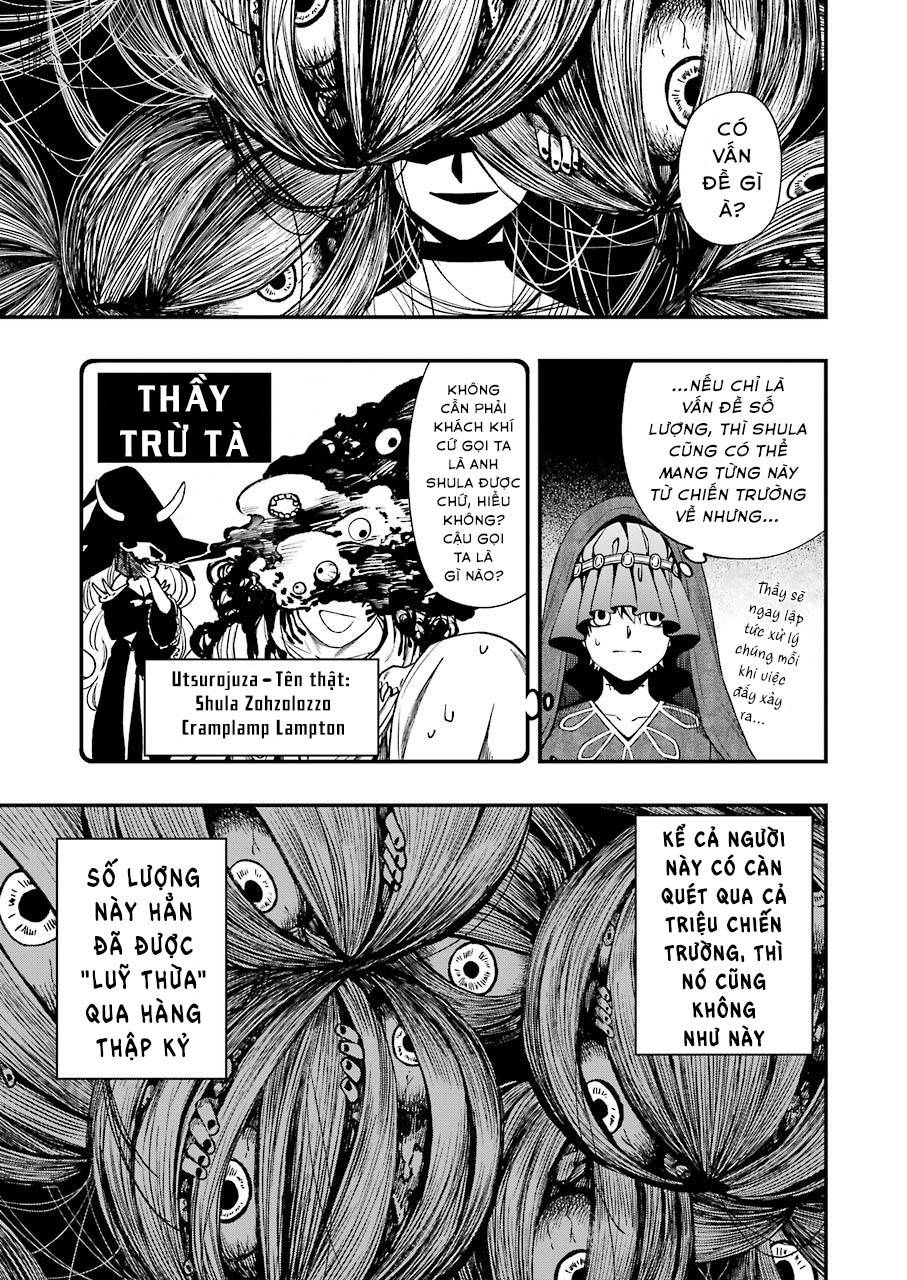 CÓ
VẤN
ĐỀ GÌ
À?
...NẾU CHỈ LÀ
VẤN ĐỀ SỐ
LƯỢNG, THÌ SHULA
CŨNG CÓ THỂ
MANG TỪNG NÀY
TỪ CHIẾN TRƯỜNG
VỀ NHƯNG...
Thầy sẽ
ngay lập
tức xử lý
chúng mỗi
khi việc
đấy xảy
ra...
THẦY
TRỪ TÀ
KHÔNG
CẦN PHẢI
KHÁCH KHÍ
CỨ GỌI TA
LÀ ANH
SHULA ĐƯỢC
CHỨ, HIỂU
KHÔNG?
CẬU GỌI
TA LÀ
GÌ NÀO?
Utsurojuza - Tên thật:
Shula Zohzolozzo
Cramplamp Lampton
KỂ CẢ NGƯỜI
NÀY CÓ CÀN
QUÉT QUA CẢ
TRIỆU CHIẾN
TRƯỜNG, THÌ
NÓ CŨNG
KHÔNG
NHƯ NÀY
SỐ LƯỢNG
NÀY HẲN
ĐÃ ĐƯỢC
"LUỸ THỪA"
QUA HÀNG
THẬP KỶ